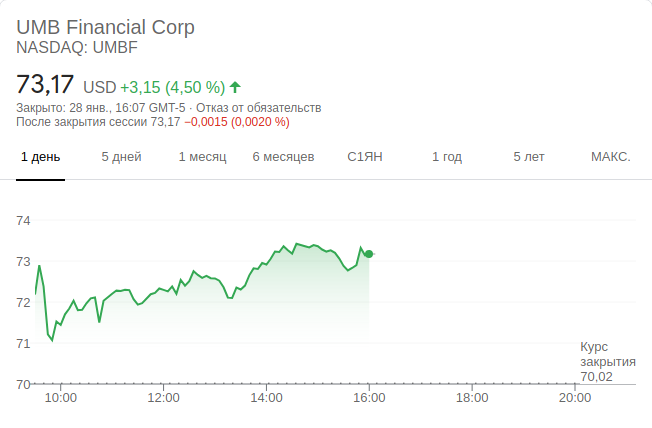 UMB Financial Corp
NASDAQ: UMBF
73,17 USD +3,15 (4,50 %)
Закрыто: 28 янв., 16:07 GMT-5 · Отказ от обязательств
После закрытия сессии 73,17 −0,0015 (0,0020 %)
1 день 5 дней 1 месяц 6 месяцев С1ЯН 1 год 5 лет МАКС.
74
73
72
71
Курс
закрытия
70,02
70
10:00 12:00 14:00 16:00 18:00 20:00